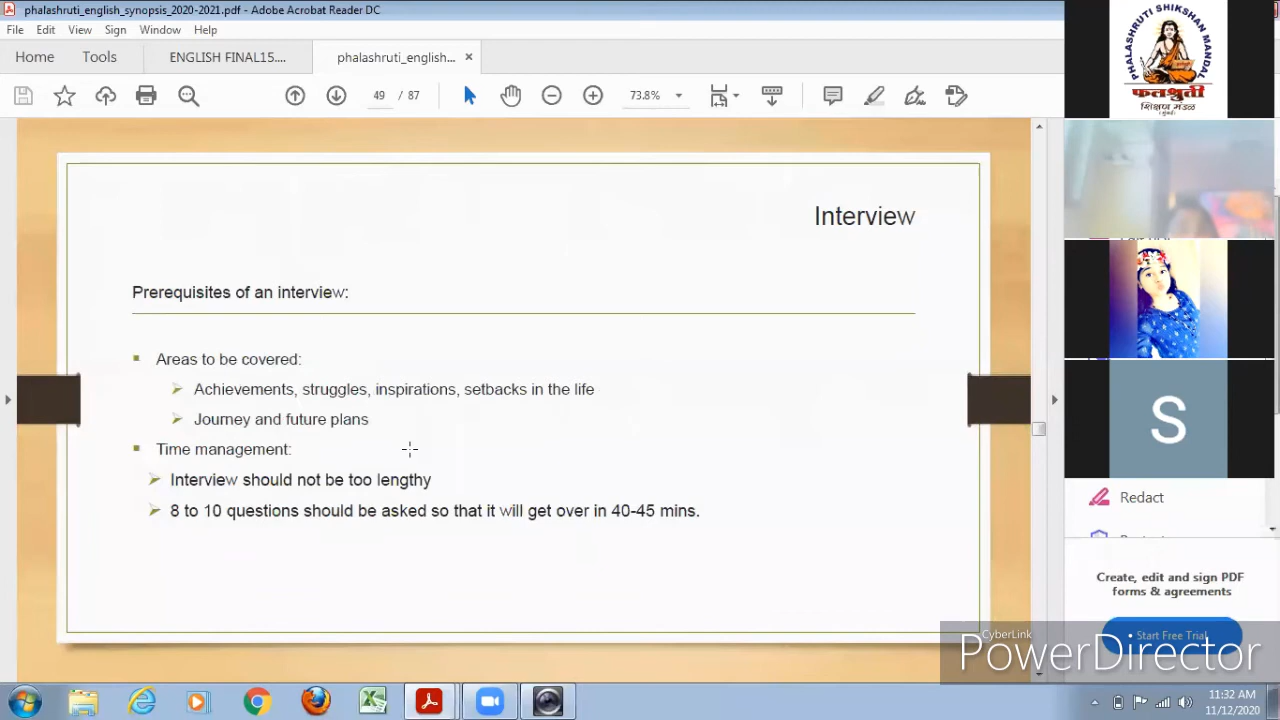 phalashruti_english_synopsis_2020-2021.pdf - Adobe Acrobat Reader DC
File Edit View Sign Window Help
Home Tools ENGLISH FINAL15.... phalashruti_english... ×
49 / 87 73.8%
Interview
Prerequisites of an interview:
Areas to be covered:
Achievements, struggles, inspirations, setbacks in the life
Journey and future plans
Time management:
Interview should not be too lengthy
8 to 10 questions should be asked so that it will get over in 40-45 mins.
PHALASHRUTI SHIKSHAN MANDAL
फलश्रुती
शिक्षण मंडळ
S
Redact
Create, edit and sign PDF
forms & agreements
Start Free Trial
CyberLink
PowerDirector
11:32 AM
11/12/2020